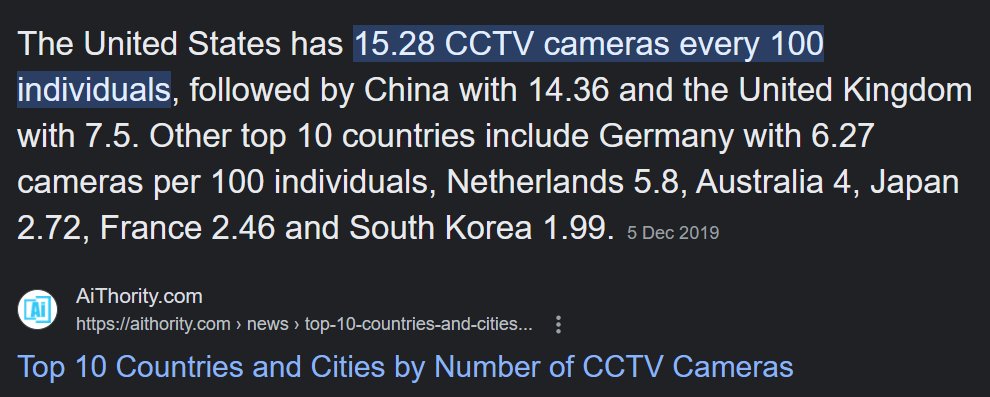 The United States has 15.28 CCTV cameras every 100
individuals, followed by China with 14.36 and the United Kingdom
with 7.5. Other top 10 countries include Germany with 6.27
cameras per 100 individuals, Netherlands 5.8, Australia 4, Japan
2.72, France 2.46 and South Korea 1.99. 5 Dec 2019
Ai
AiThority.com
https://aithority.com › news › top-10-countries-and-cities...
Top 10 Countries and Cities by Number of CCTV Cameras